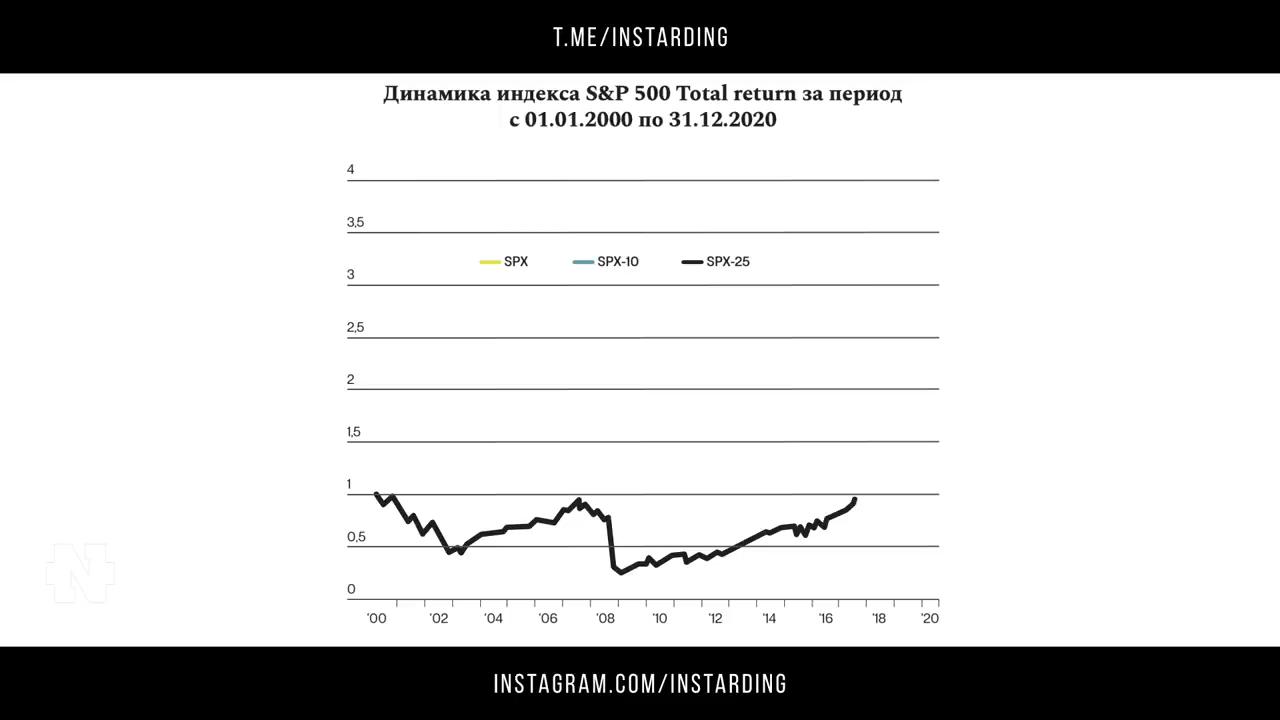 T.ME/INSTARDING
Динамика индекса S&P 500 Total return за период
с 01.01.2000 по 31.12.2020
4
3,5
SPX SPX-10 SPX-25
3
2,5
2
1,5
1
0,5
0
'00 '02 '04 '06 '08 '10 '12 '14 '16 '18 '20
N
INSTAGRAM.COM/INSTARDING